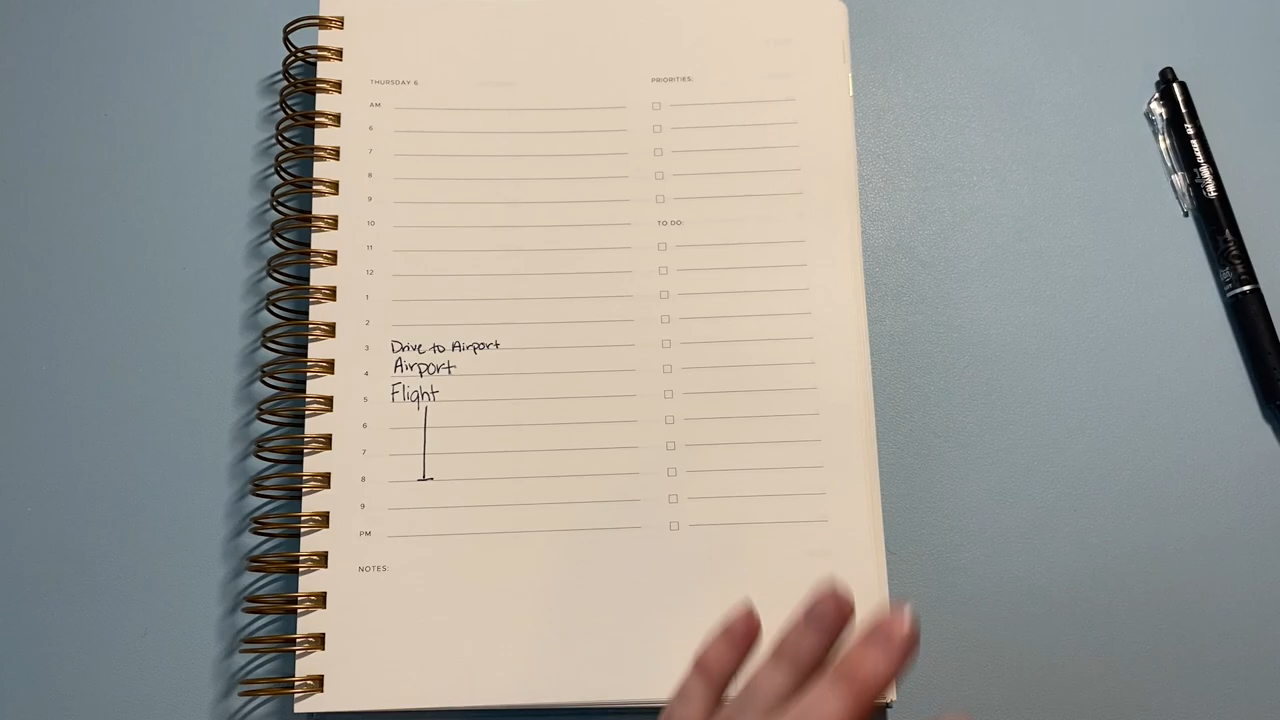 THURSDAY 6
AM
6
7
8
9
10
11
12
1
2
3 Drive to Airport
4 Airport
5 Flight
6
7
8
9
PM
NOTES:
PRIORITIES:
TO DO: